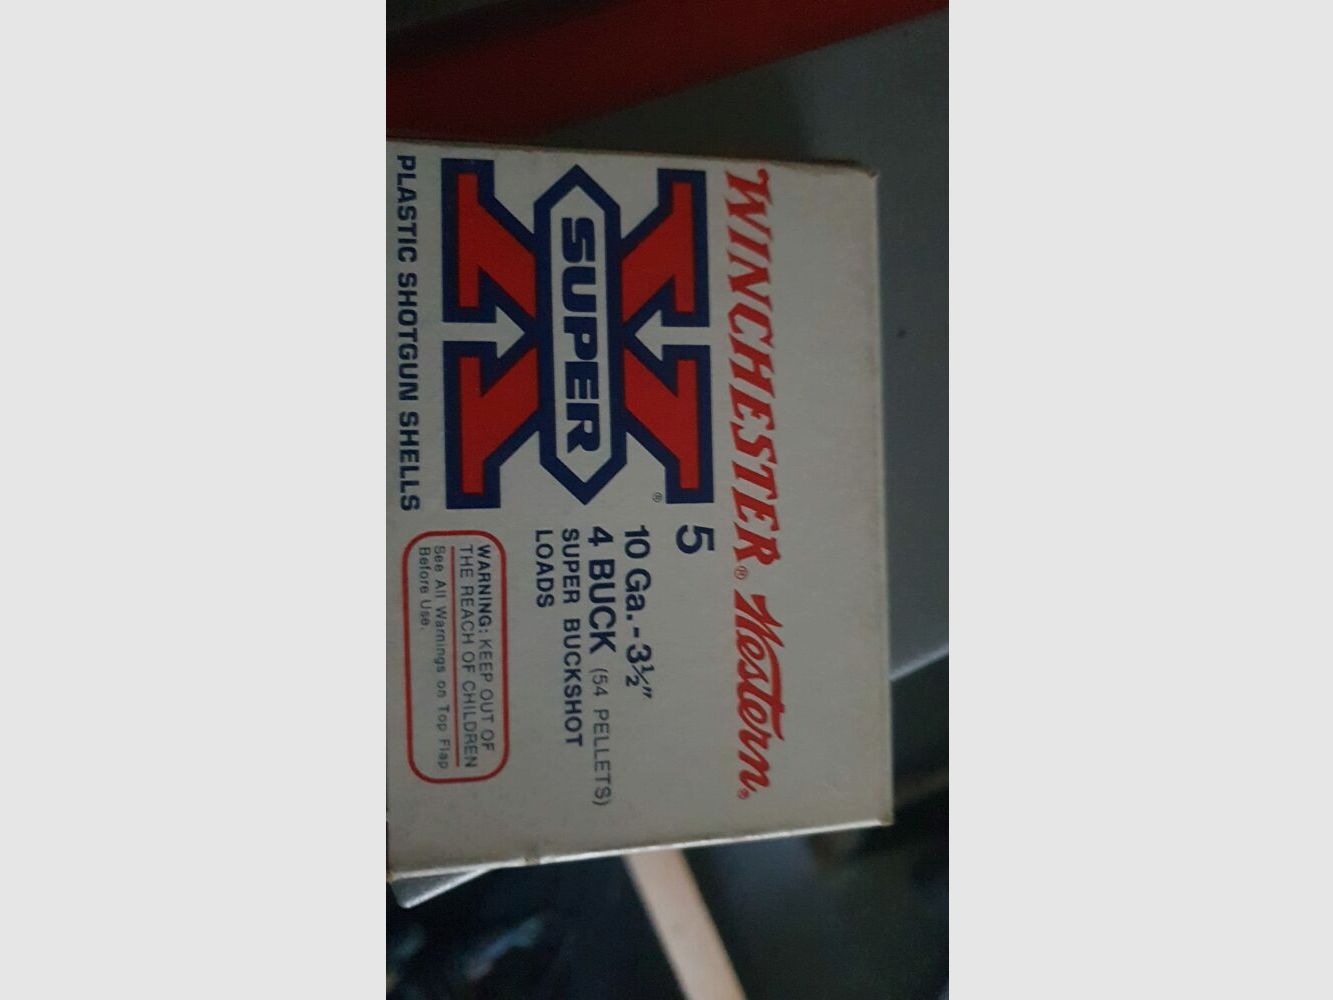 WINCHESTER® Western®
SUPER X®
PLASTIC SHOTGUN SHELLS
5
10 Ga.-3½"
4 BUCK (54 PELLETS)
SUPER BUCKSHOT
LOADS
WARNING: KEEP OUT OF
THE REACH OF CHILDREN
See All Warnings on Top Flap
Before Use.